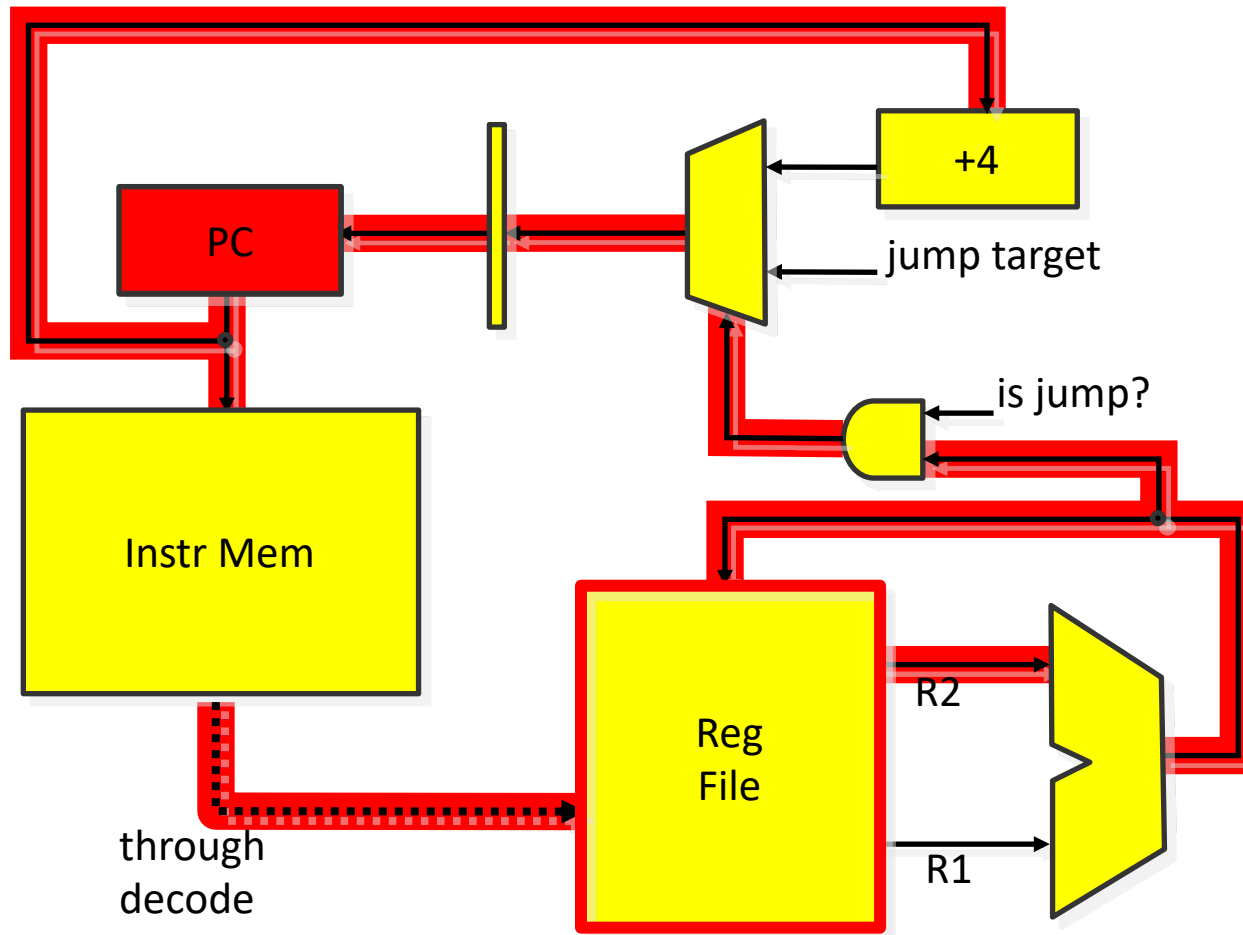 +4
PC
jump target
is jump?
Instr Mem
R2
Reg
File
through
decode
R1